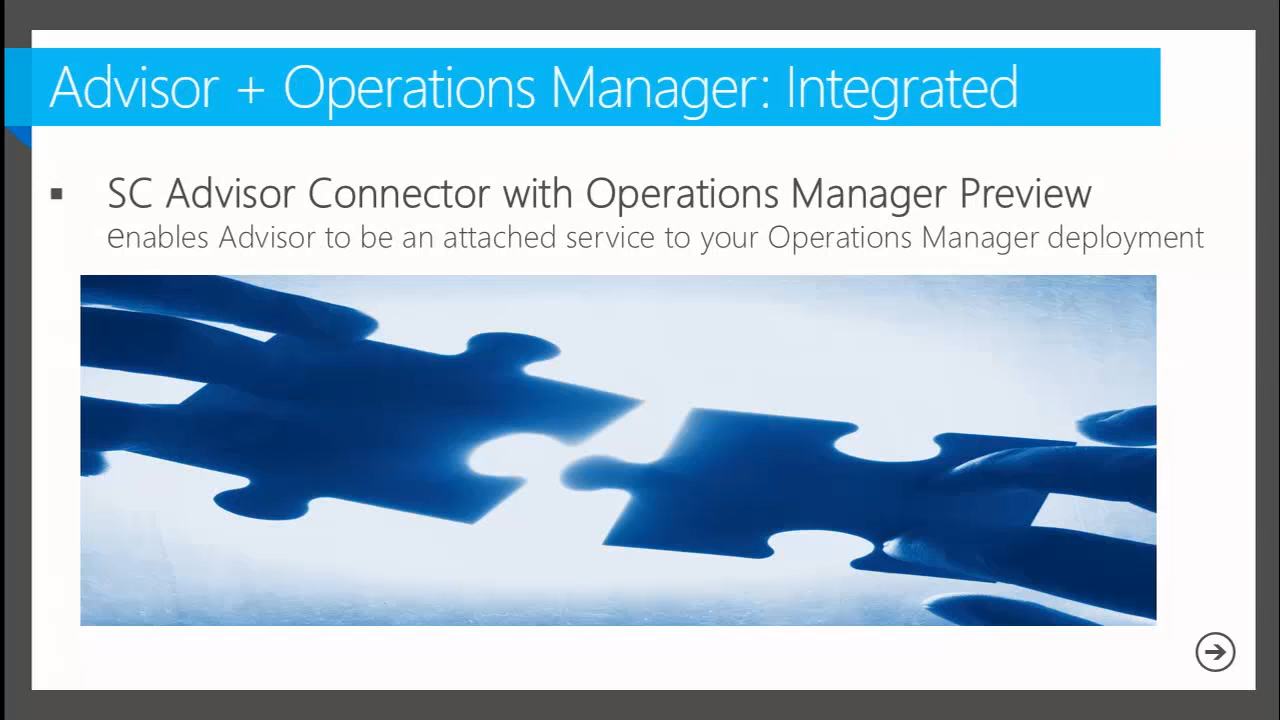 Advisor + Operations Manager: Integrated
▪ SC Advisor Connector with Operations Manager Preview
enables Advisor to be an attached service to your Operations Manager deployment